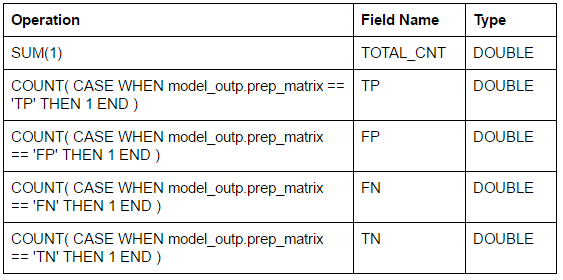 Operation Field Name Type
SUM(1) TOTAL_CNT DOUBLE
COUNT( CASE WHEN model_outp.prep_matrix == TP DOUBLE
'TP' THEN 1 END )
COUNT( CASE WHEN model_outp.prep_matrix FP DOUBLE
== 'FP' THEN 1 END )
COUNT( CASE WHEN model_outp.prep_matrix FN DOUBLE
== 'FN' THEN 1 END )
COUNT( CASE WHEN model_outp.prep_matrix TN DOUBLE
== 'TN' THEN 1 END )